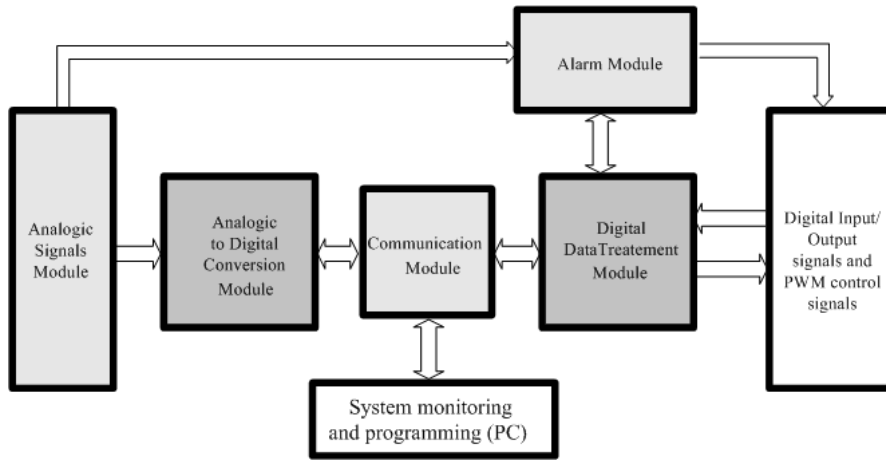 Alarm Module
Analogic
Signals
Module
Analogic
to Digital
Conversion
Module
Communication
Module
Digital
DataTreatement
Module
Digital Input/
Output
signals and
PWM control
signals
System monitoring
and programming (PC)